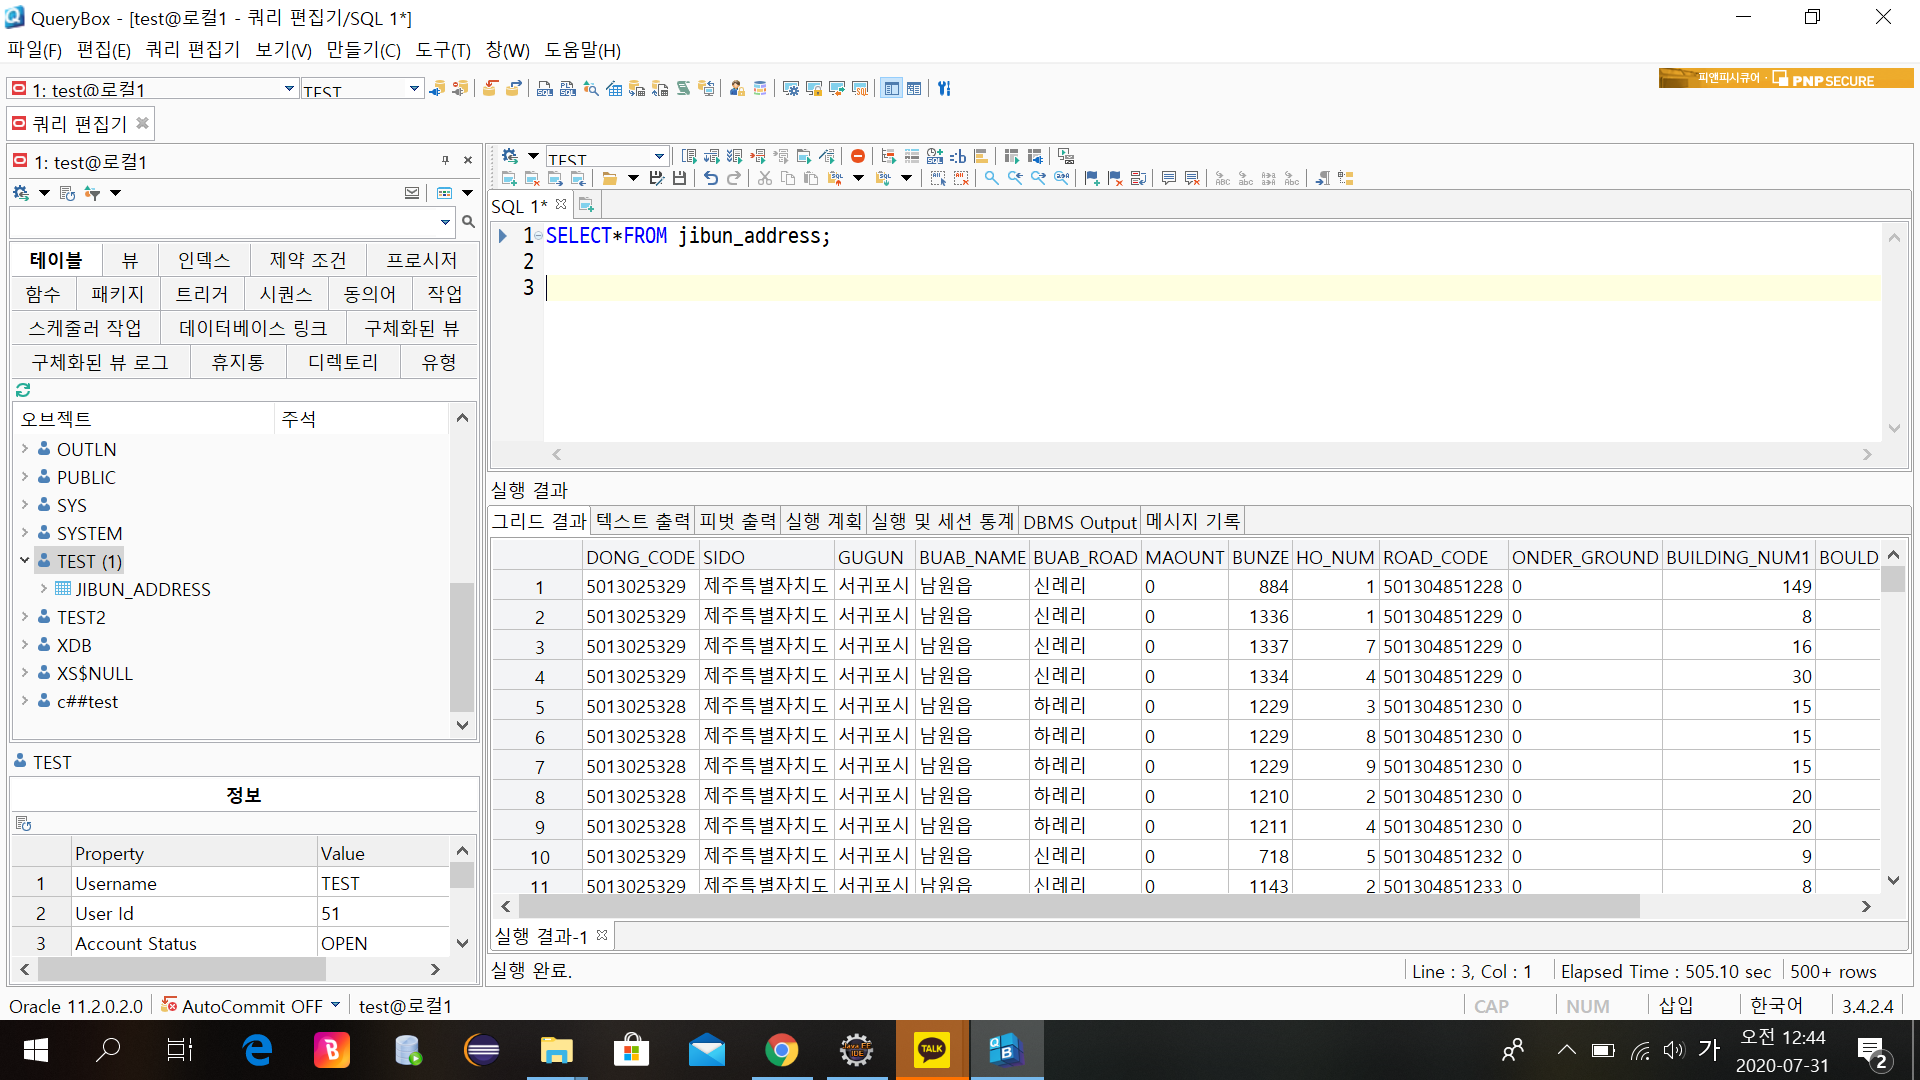 QueryBox - [test@로컬1 - 쿼리 편집기/SQL 1*]
파일(F) 편집(E) 쿼리 편집기 보기(V) 만들기(C) 도구(T) 창(W) 도움말(H)
1: test@로컬1 TEST
피앤피시큐어 · PNP SECURE
쿼리 편집기
1: test@로컬1
TEST
SQL 1*
테이블 뷰 인덱스 제약 조건 프로시저
함수 패키지 트리거 시퀀스 동의어 작업
스케줄러 작업 데이터베이스 링크 구체화된 뷰
구체화된 뷰 로그 휴지통 디렉토리 유형
오브젝트 주석
OUTLN
PUBLIC
SYS
SYSTEM
TEST (1)
JIBUN_ADDRESS
TEST2
XDB
XS$NULL
c##test
TEST
정보
Property Value
1 Username TEST
2 User Id 51
3 Account Status OPEN
1 SELECT*FROM jibun_address;
2
3
실행 결과
그리드 결과 텍스트 출력 피벗 출력 실행 계획 실행 및 세션 통계 DBMS Output 메시지 기록
DONG_CODE SIDO GUGUN BUAB_NAME BUAB_ROAD MAOUNT BUNZE HO_NUM ROAD_CODE ONDER_GROUND BUILDING_NUM1 BOULD
1 5013025329 제주특별자치도 서귀포시 남원읍 신례리 0 884 1 501304851228 0 149
2 5013025329 제주특별자치도 서귀포시 남원읍 신례리 0 1336 1 501304851229 0 8
3 5013025329 제주특별자치도 서귀포시 남원읍 신례리 0 1337 7 501304851229 0 16
4 5013025329 제주특별자치도 서귀포시 남원읍 신례리 0 1334 4 501304851229 0 30
5 5013025328 제주특별자치도 서귀포시 남원읍 하례리 0 1229 3 501304851230 0 15
6 5013025328 제주특별자치도 서귀포시 남원읍 하례리 0 1229 8 501304851230 0 15
7 5013025328 제주특별자치도 서귀포시 남원읍 하례리 0 1229 9 501304851230 0 15
8 5013025328 제주특별자치도 서귀포시 남원읍 하례리 0 1210 2 501304851230 0 20
9 5013025328 제주특별자치도 서귀포시 남원읍 하례리 0 1211 4 501304851230 0 20
10 5013025329 제주특별자치도 서귀포시 남원읍 신례리 0 718 5 501304851232 0 9
11 5013025329 제주특별자치도 서귀포시 남원읍 신례리 0 1143 2 501304851233 0 8
실행 결과-1
실행 완료. Line : 3, Col : 1 Elapsed Time : 505.10 sec 500+ rows
Oracle 11.2.0.2.0 AutoCommit OFF test@로컬1 CAP NUM 삽입 한국어 3.4.2.4
TALK
가 오전 12:44
2020-07-31
2